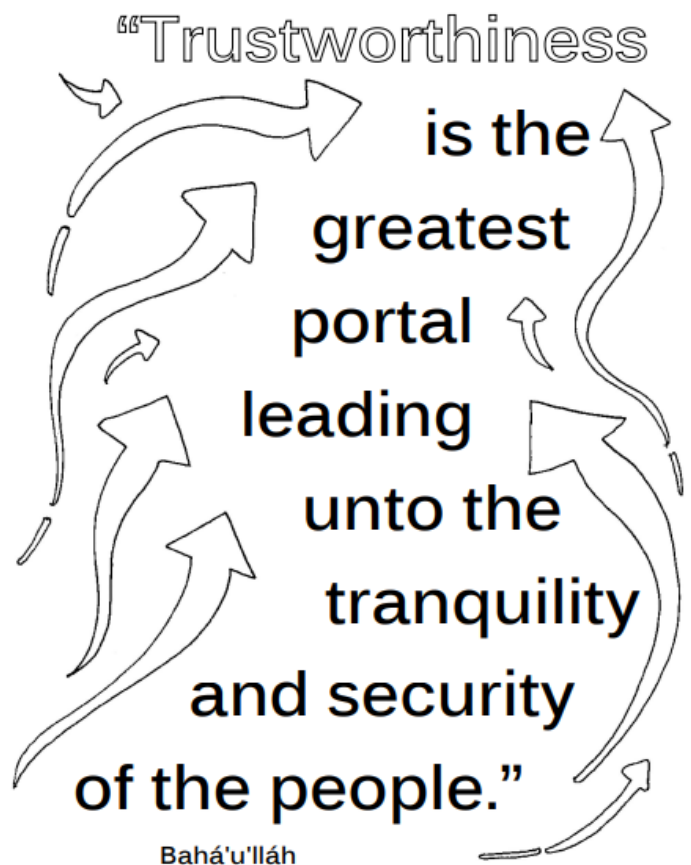 “Trustworthiness
is the
greatest
portal
leading
unto the
tranquility
and security
of the people.”
Bahá'u'lláh